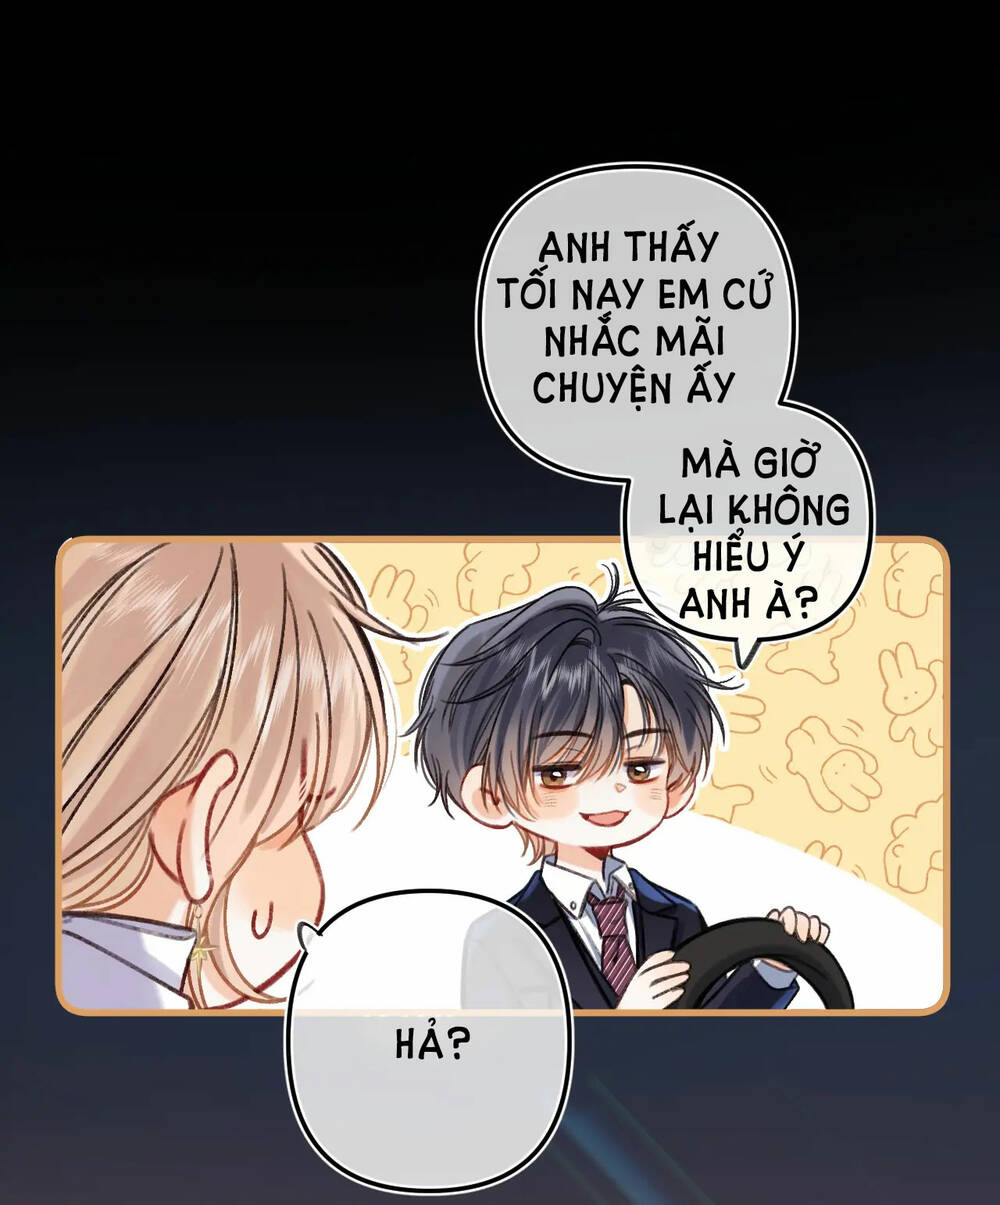 ANH THẤY
TỐI NAY EM CỨ
NHẮC MÃI
CHUYỆN ẤY
MÀ GIỜ
LẠI KHÔNG
HIỂU Ý
ANH À?
HẢ?